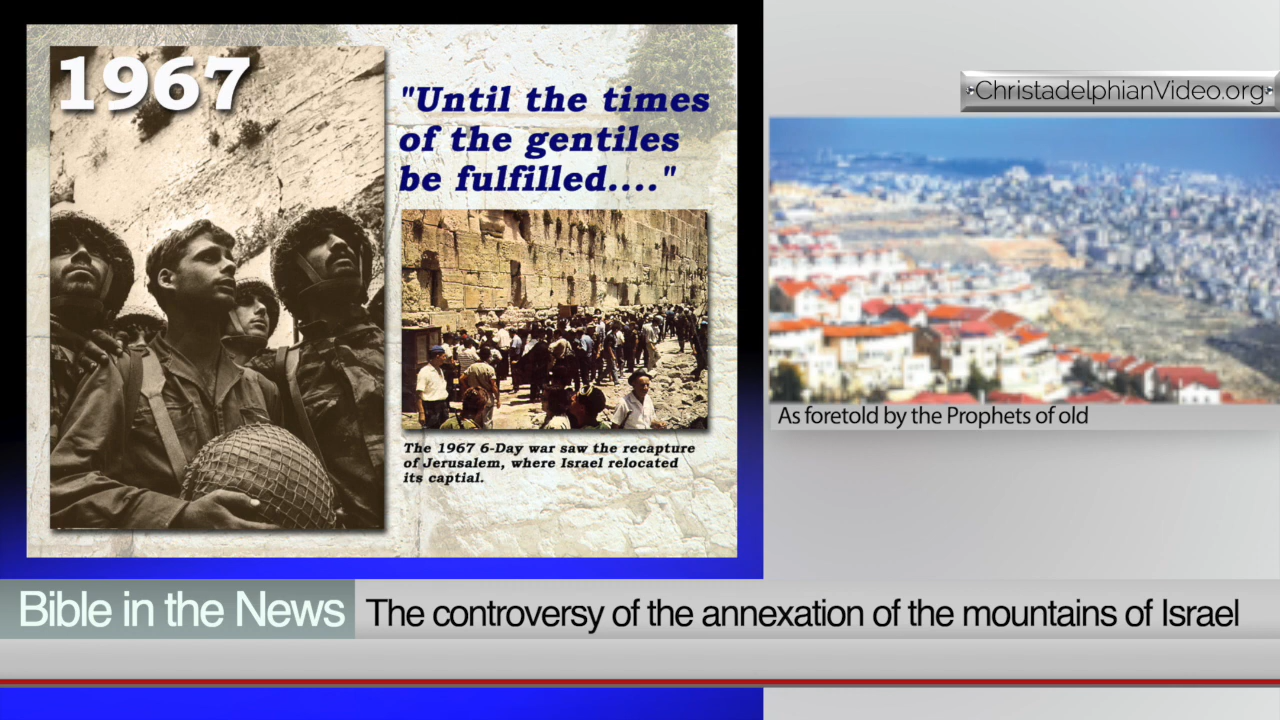 1967
"Until the times
of the gentiles
be fulfilled...."
The 1967 6-Day war saw the recapture
of Jerusalem, where Israel relocated
its captial.
ChristadelphianVideo.org
As foretold by the Prophets of old
Bible in the News
The controversy of the annexation of the mountains of Israel